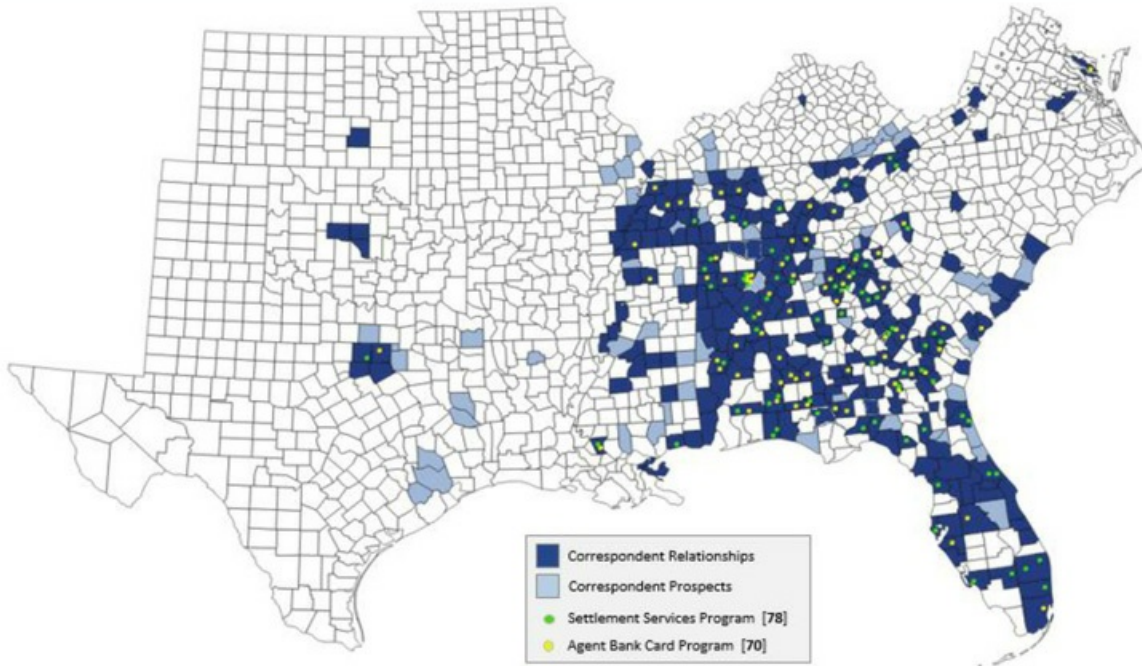 Correspondent Relationships
Correspondent Prospects
Settlement Services Program [78]
Agent Bank Card Program [70]